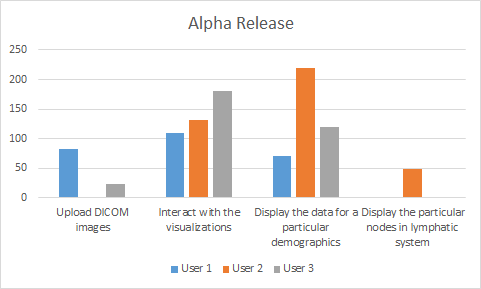 Alpha Release
250
200
150
100
50
0
Upload DICOM images
Interact with the visualizations
Display the data for a particular demographics
Display the particular nodes in lymphatic system
User 1 User 2 User 3